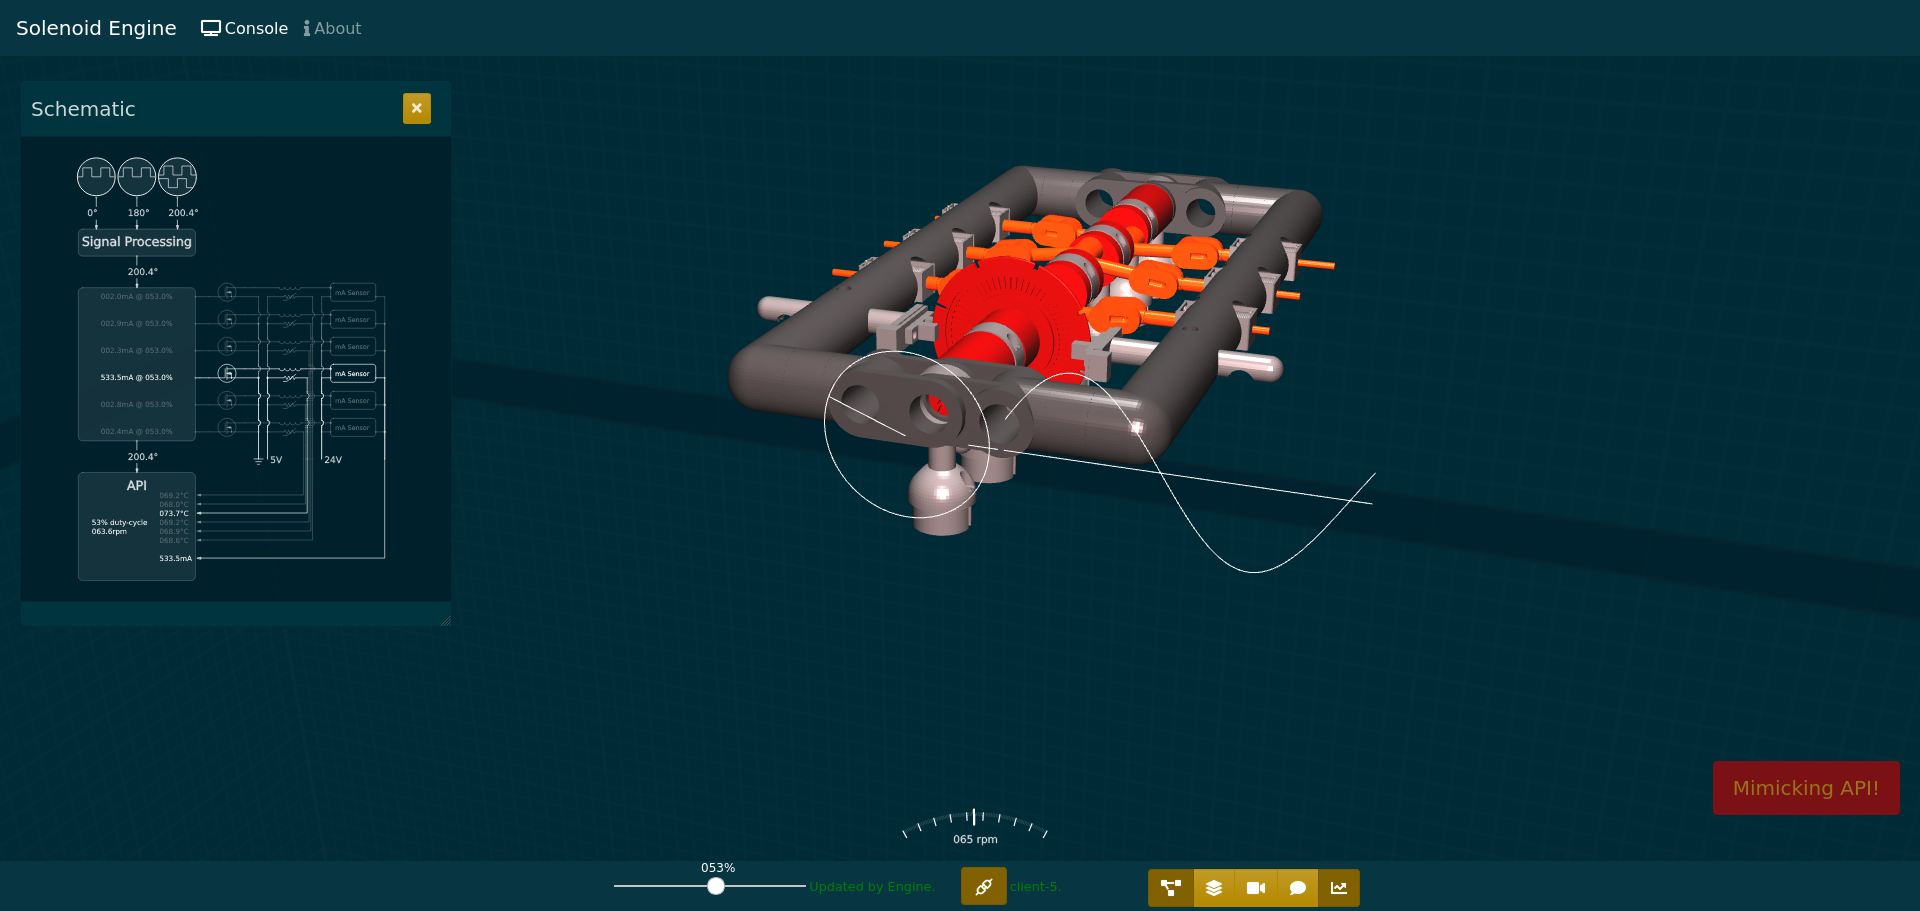 Solenoid Engine
Console
About
Schematic
0°
180°
200.4°
Signal Processing
200.4°
002.0mA @ 053.0%
mA Sensor
002.9mA @ 053.0%
mA Sensor
002.3mA @ 053.0%
mA Sensor
533.5mA @ 053.0%
mA Sensor
002.8mA @ 053.0%
mA Sensor
002.4mA @ 053.0%
mA Sensor
200.4°
5V
24V
API
069.2°C
068.0°C
073.7°C
53% duty-cycle
069.2°C
063.6rpm
068.9°C
068.6°C
533.5mA
Mimicking API!
065 rpm
053%
Updated by Engine.
client-5.